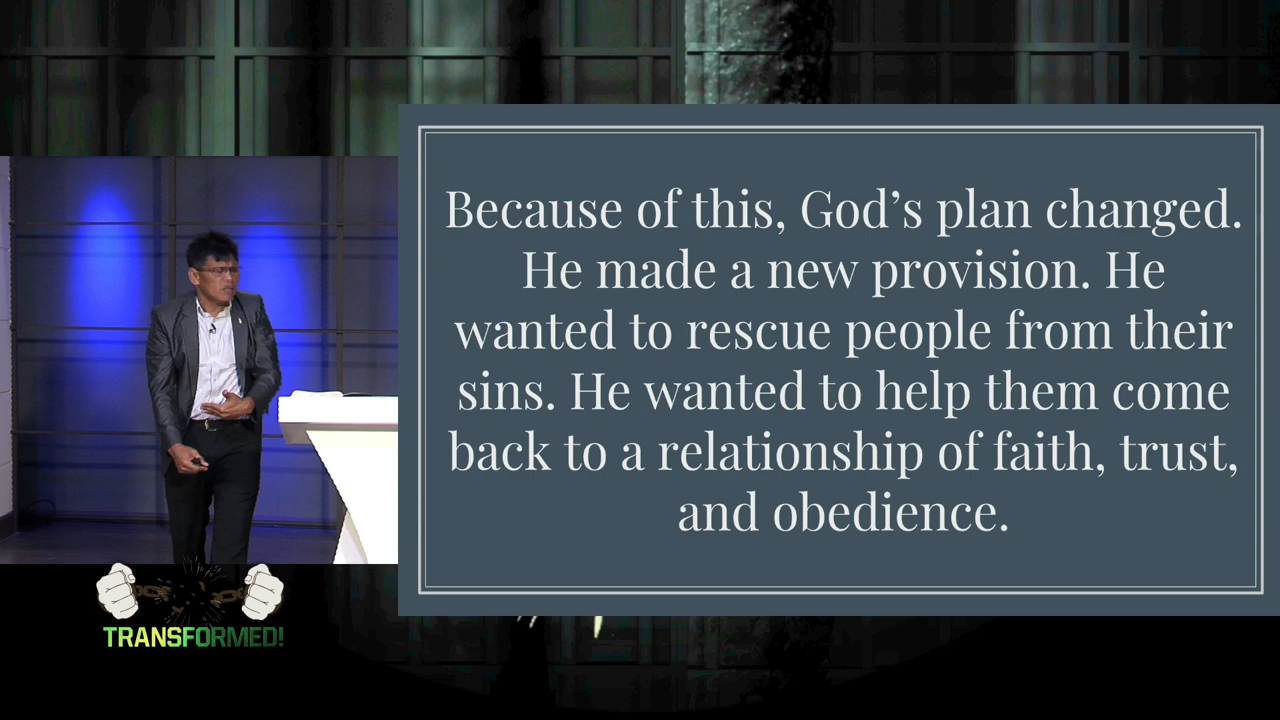 Because of this, God’s plan changed.
He made a new provision. He
wanted to rescue people from their
sins. He wanted to help them come
back to a relationship of faith, trust,
and obedience.
TRANSFORMED!